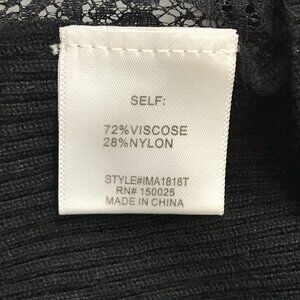 SELF:
72%VISCOSE
28%NYLON
STYLE#IMA1818T
RN# 150025
MADE IN CHINA